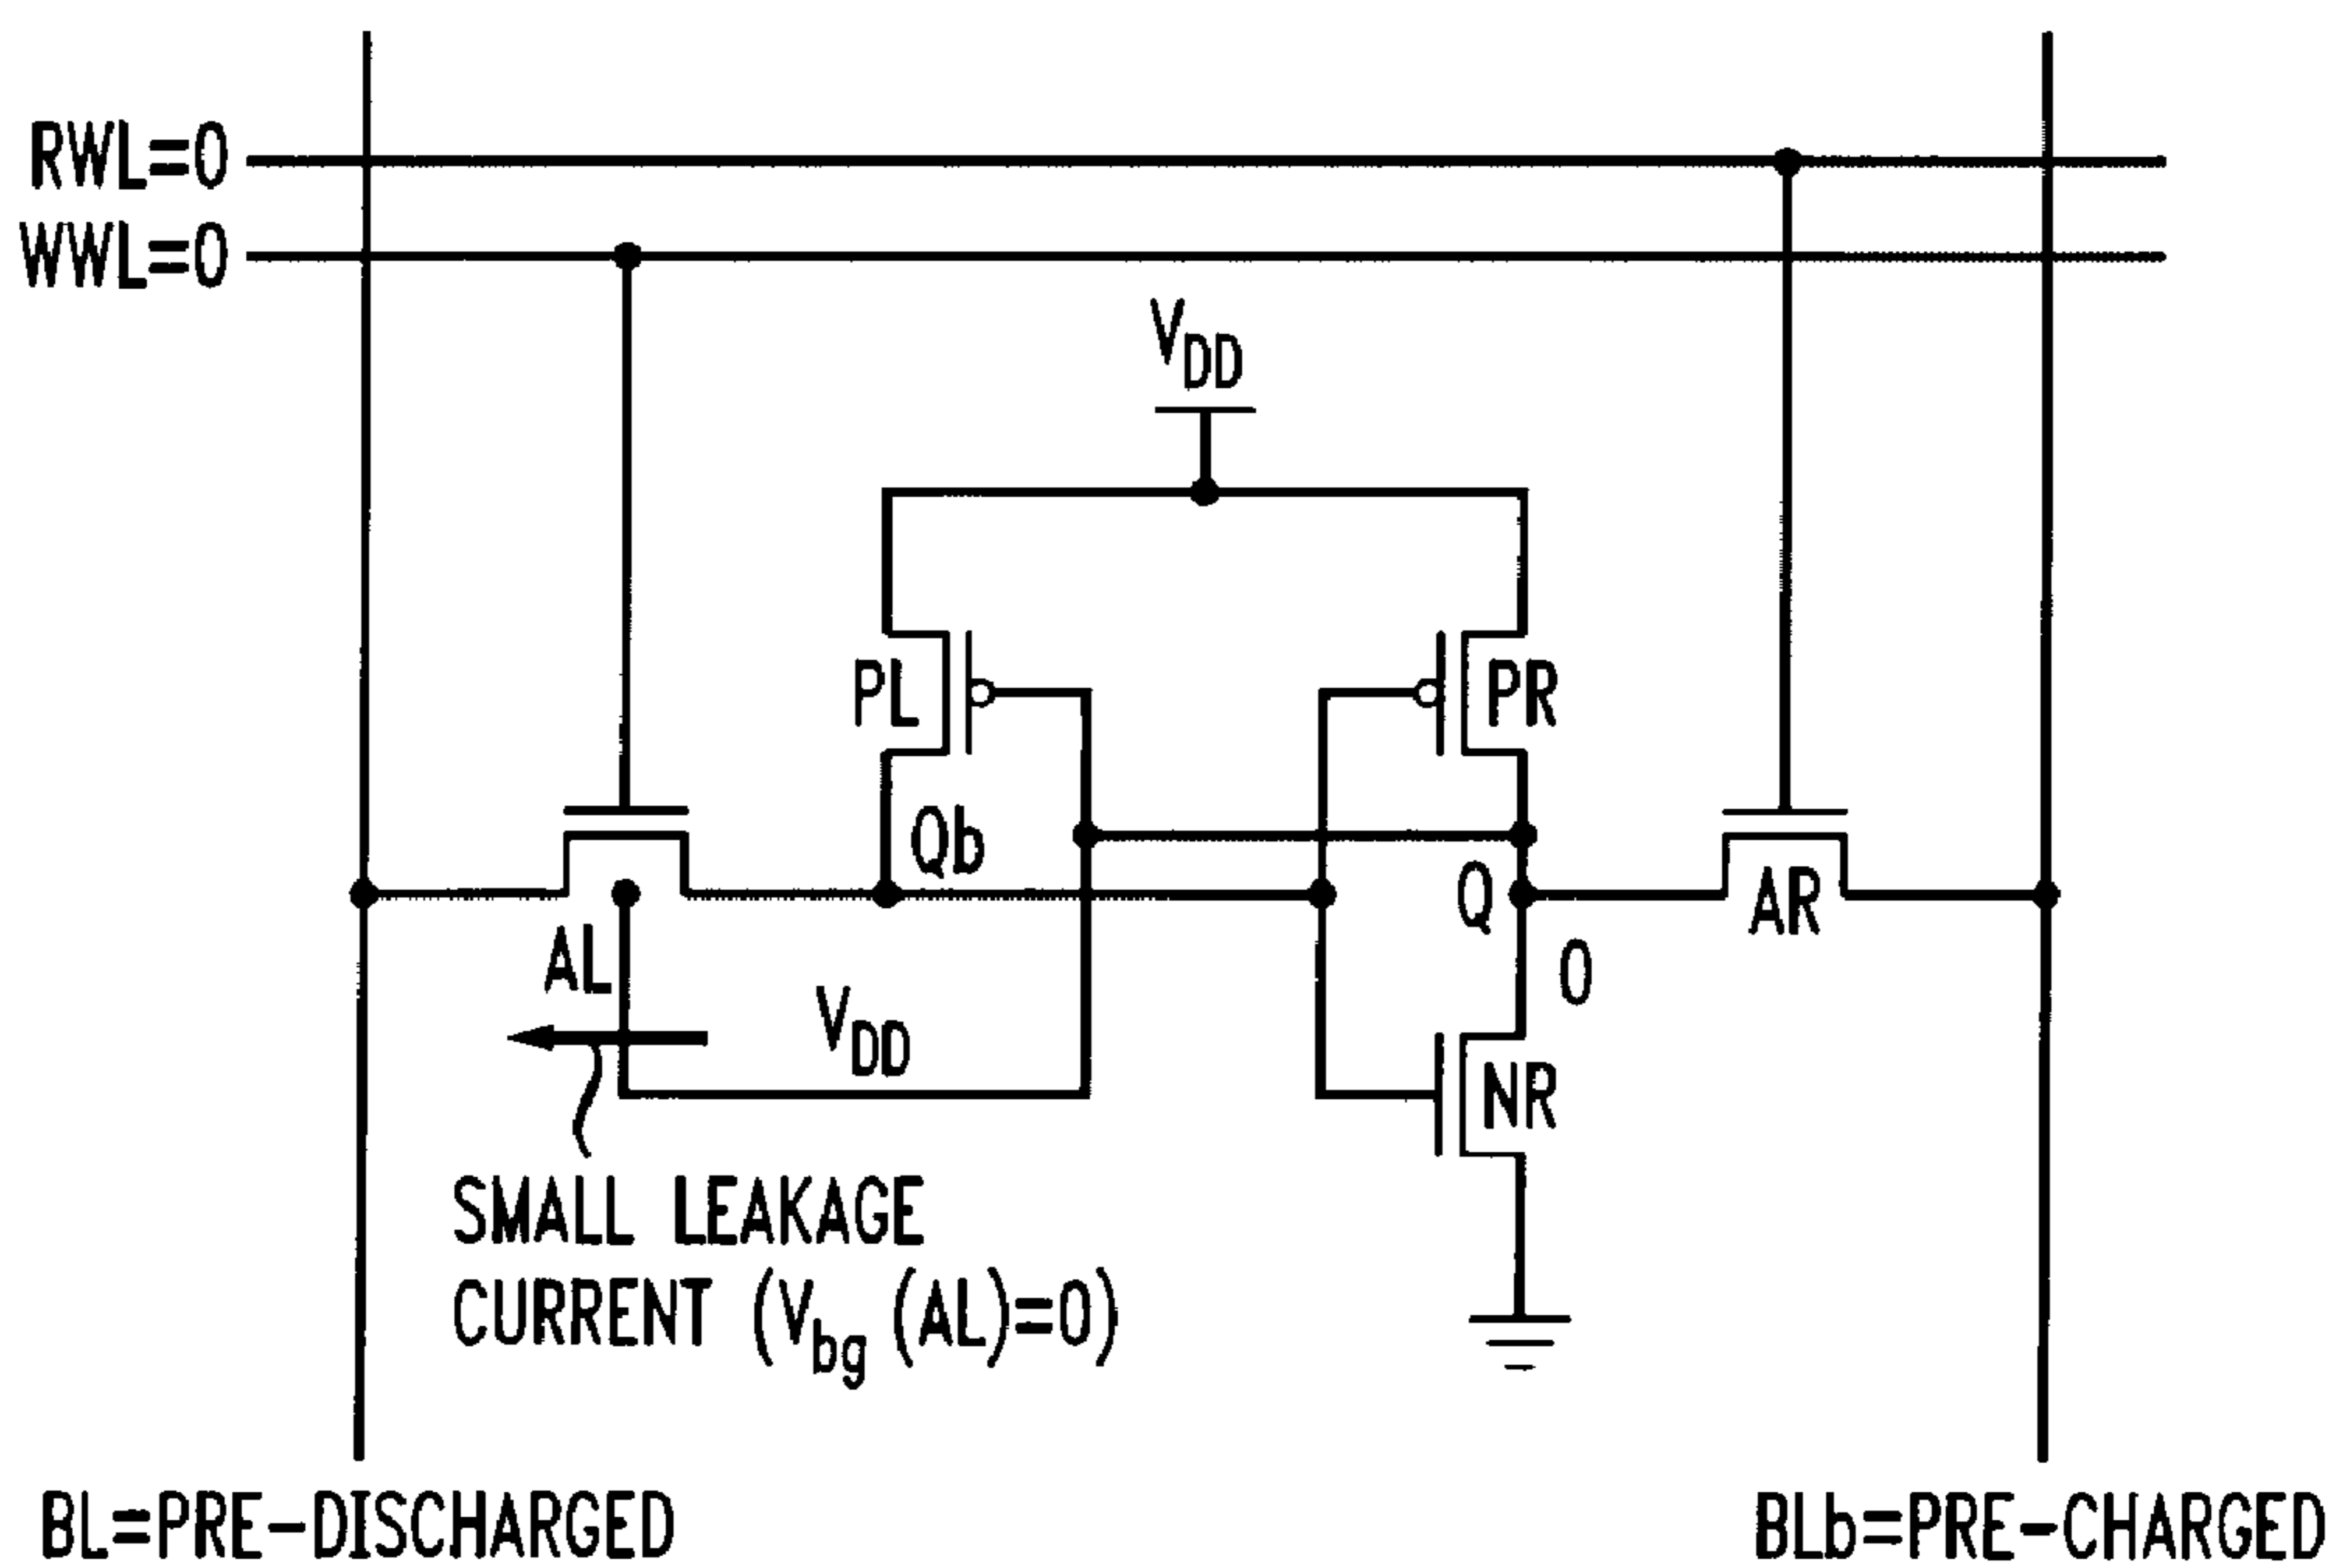 RWL=0
WWL=0
VDD
PL
PR
Qb
Q
AR
AL
0
VDD
NR
SMALL LEAKAGE
CURRENT (Vbg (AL)=0)
BL=PRE-DISCHARGED
BLb=PRE-CHARGED